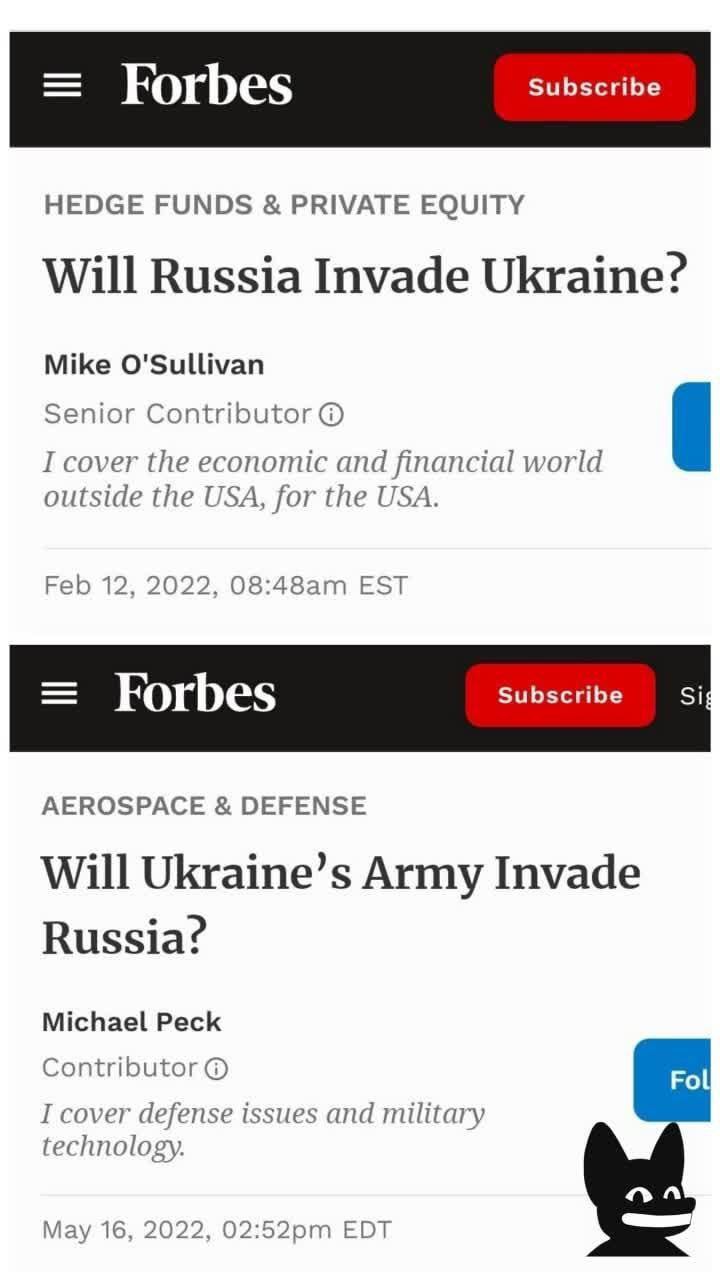 Forbes
Subscribe
HEDGE FUNDS & PRIVATE EQUITY
Will Russia Invade Ukraine?
Mike O'Sullivan
Senior Contributor
I cover the economic and financial world
outside the USA, for the USA.
Feb 12, 2022, 08:48am EST
Forbes
Subscribe
AEROSPACE & DEFENSE
Will Ukraine’s Army Invade
Russia?
Michael Peck
Contributor
I cover defense issues and military
technology.
Fol
May 16, 2022, 02:52pm EDT